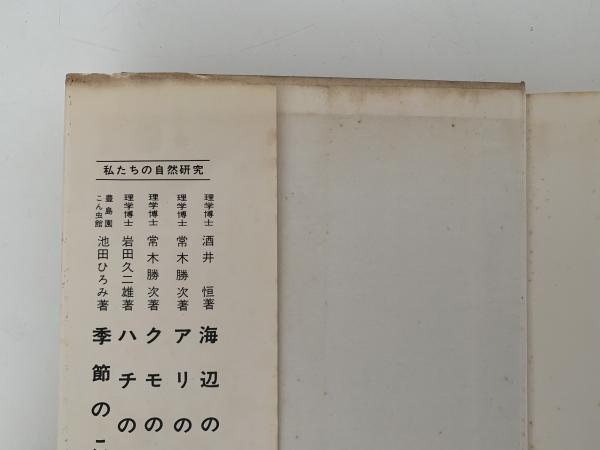 私たちの自然研究
理学博士 酒井 恒著 海辺の
理学博士 常木勝次著 アリの
理学博士 常木勝次著 クモの
理学博士 岩田久二雄著 ハチの
豊島園こん虫館 池田ひろみ著 季節の